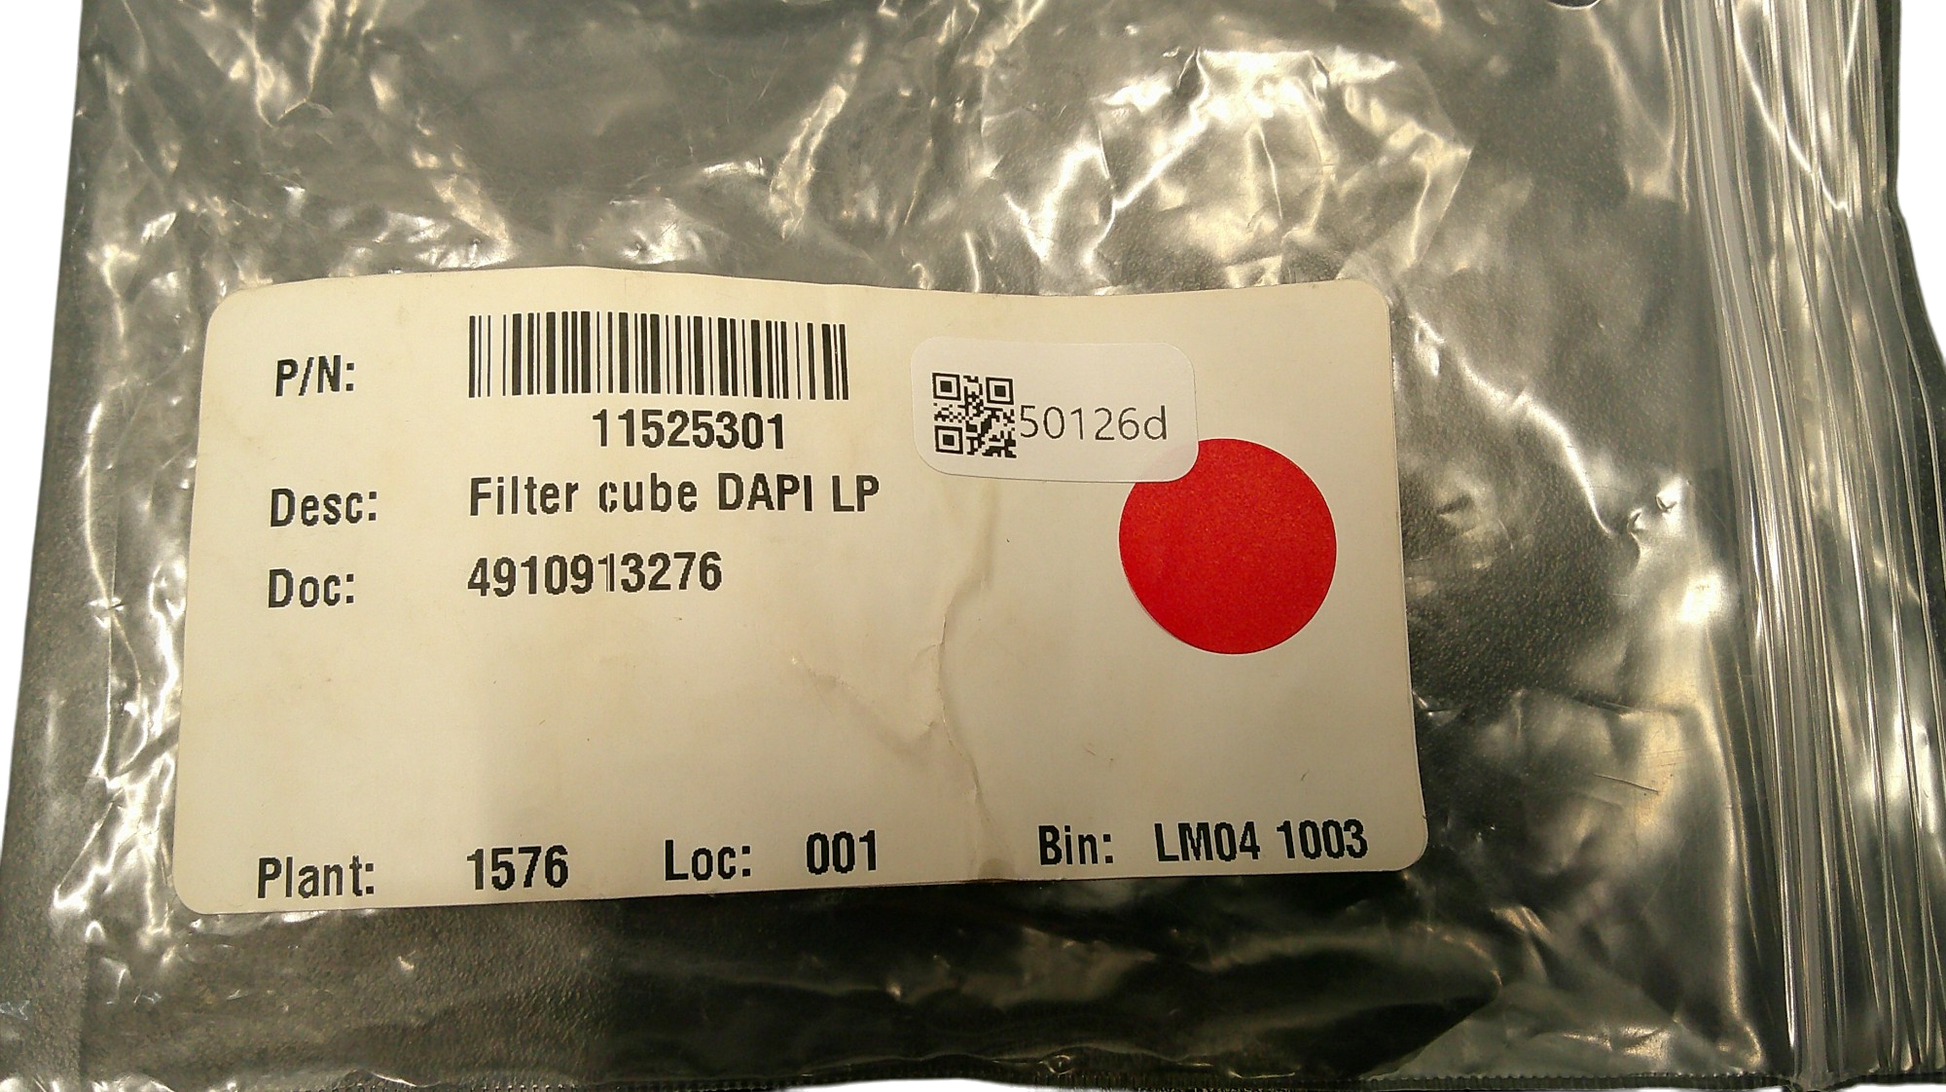 P/N:
11525301
50126d
Desc: Filter cube DAPI LP
Doc: 4910913276
Plant: 1576 Loc: 001 Bin: LM04 1003